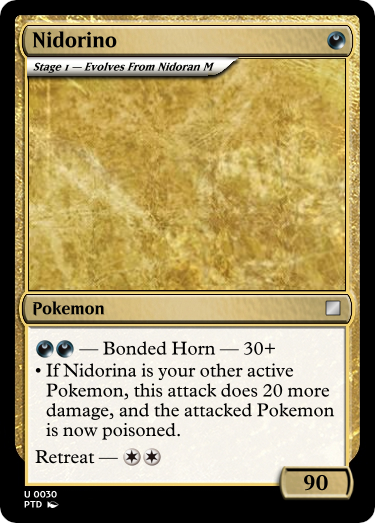 Nidorino
Stage 1 — Evolves From Nidoran M
Pokemon
— Bonded Horn — 30+
• If Nidorina is your other active
Pokemon, this attack does 20 more
damage, and the attacked Pokemon
is now poisoned.
Retreat —
90
U 0030
PTD